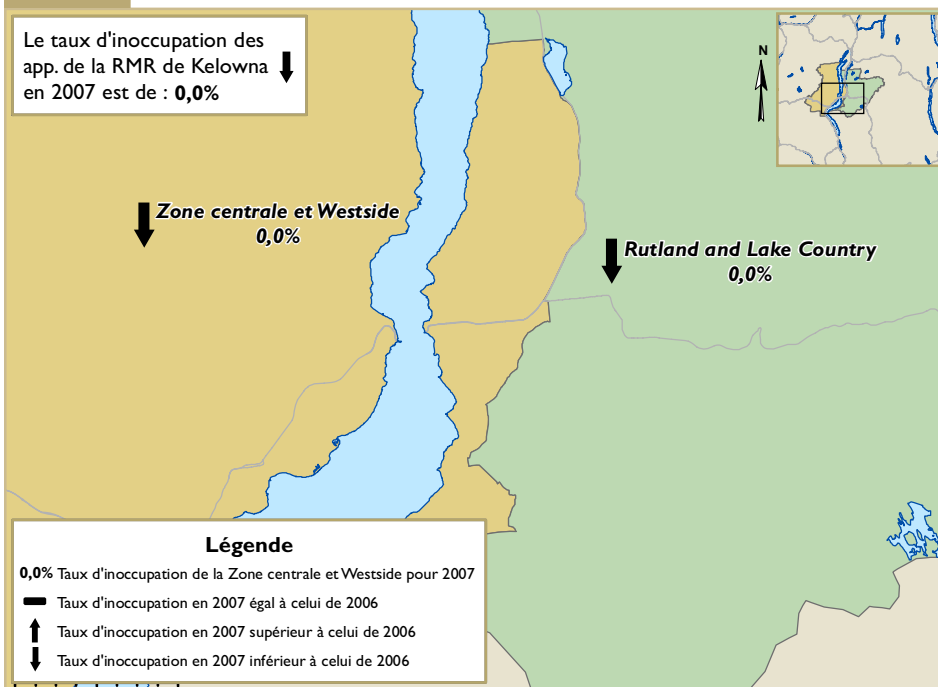 Le taux d'inoccupation des
app. de la RMR de Kelowna
en 2007 est de : 0,0%
N
Zone centrale et Westside
0,0%
Rutland and Lake Country
0,0%
Légende
0,0% Taux d'inoccupation de la Zone centrale et Westside pour 2007
Taux d'inoccupation en 2007 égal à celui de 2006
Taux d'inoccupation en 2007 supérieur à celui de 2006
Taux d'inoccupation en 2007 inférieur à celui de 2006